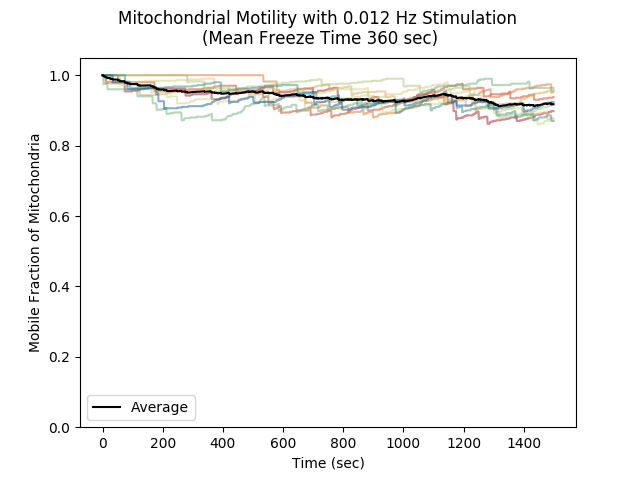 Mitochondrial Motility with 0.012 Hz Stimulation
(Mean Freeze Time 360 sec)
1.0
0.8
0.6
0.4
0.2
0.0
Mobile Fraction of Mitochondria
Average
0 200 400 600 800 1000 1200 1400
Time (sec)